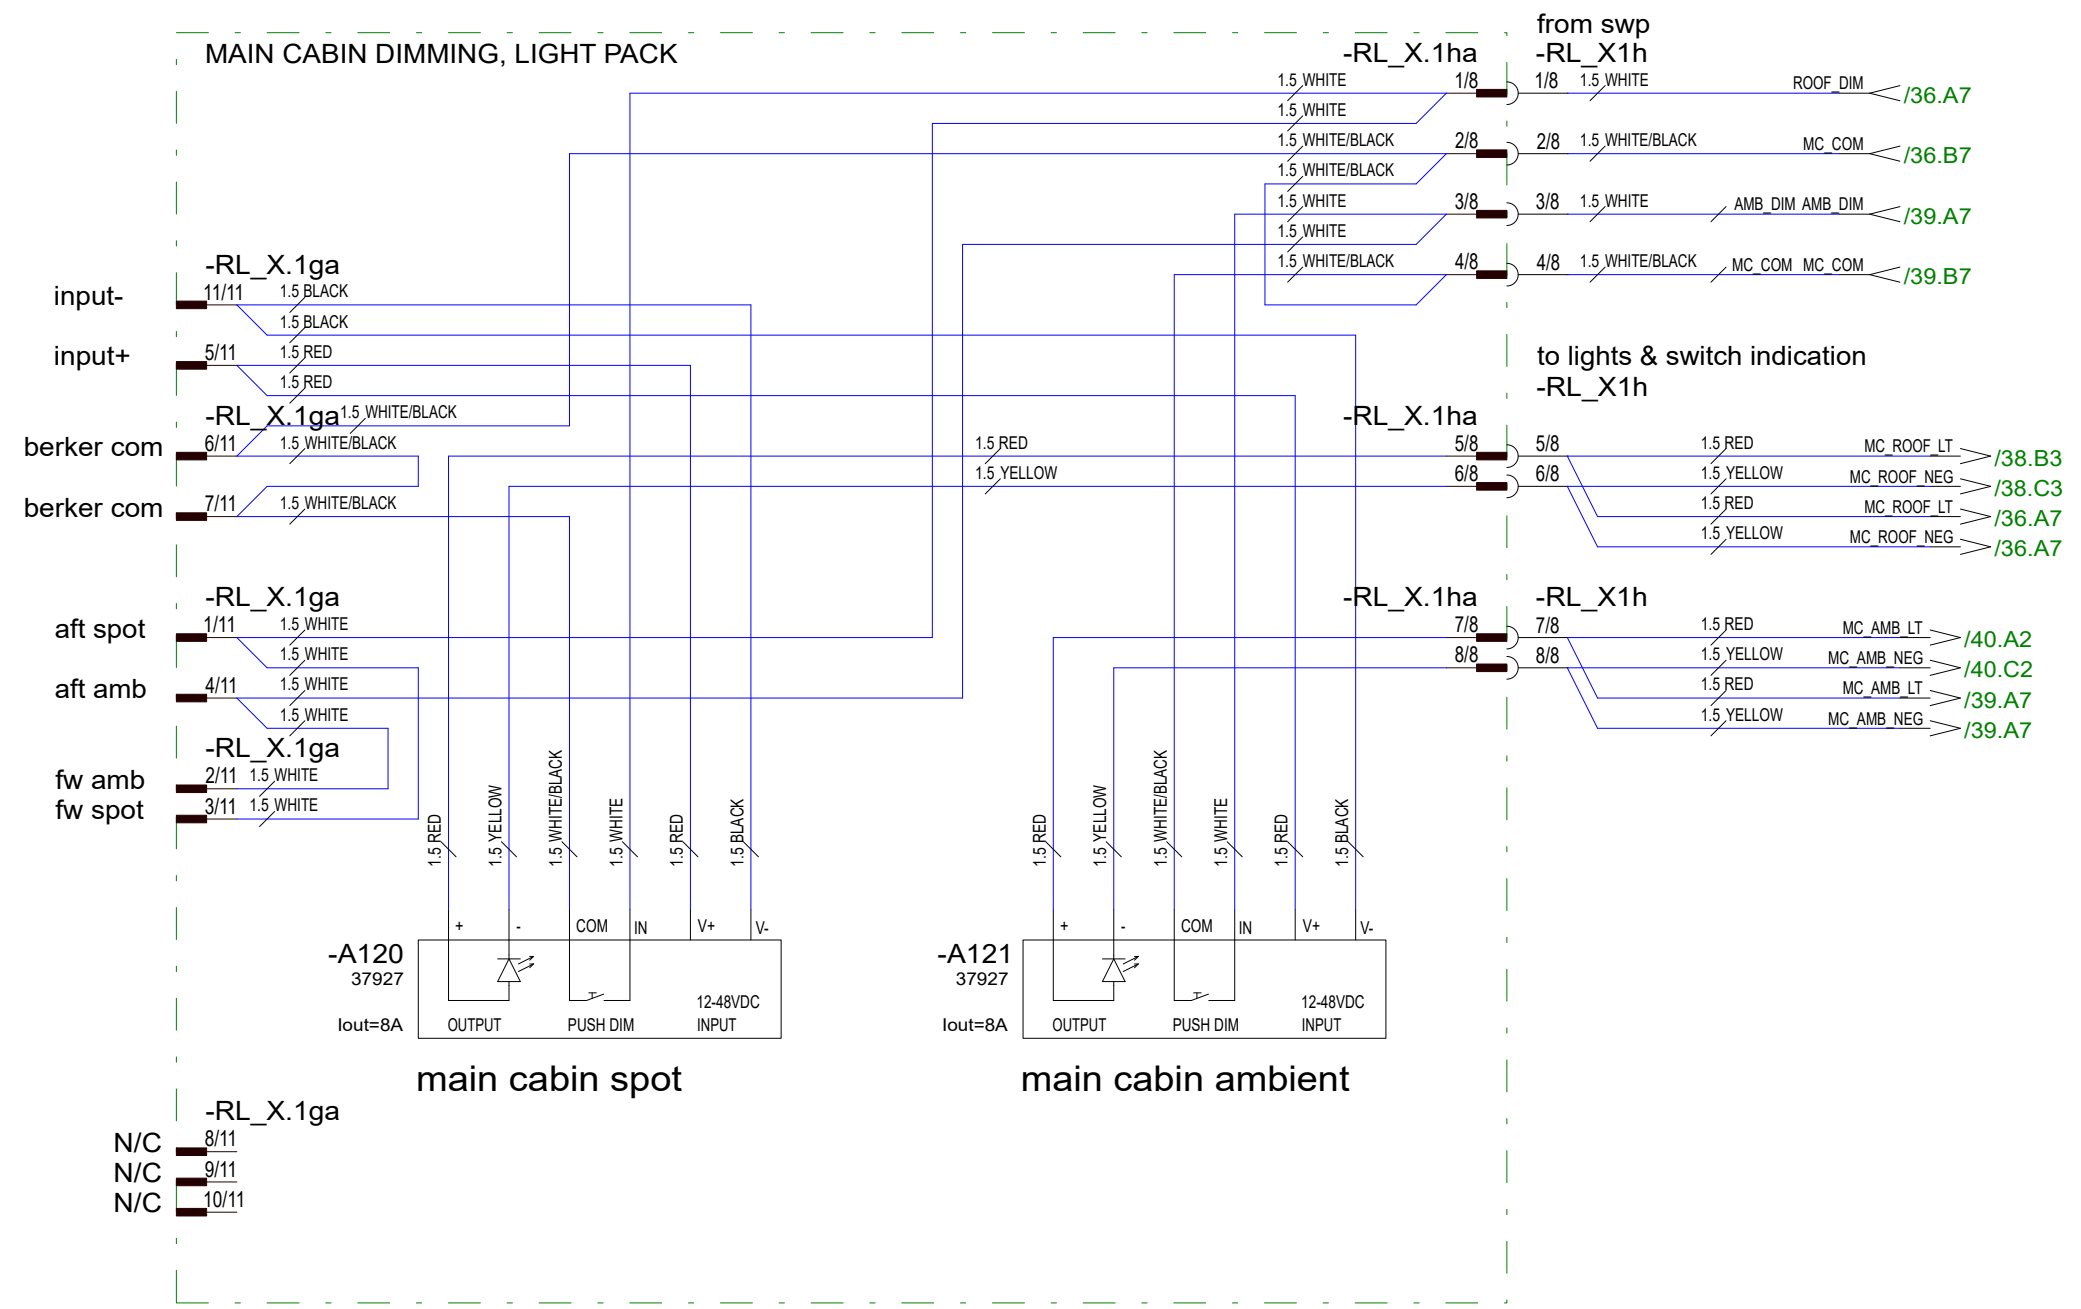 from swp
MAIN CABIN DIMMING, LIGHT PACK
-RL_X.1ha
-RL_X1h
1.5 WHITE
1/8
1/8
1.5 WHITE
ROOF_DIM
/36.A7
1.5 WHITE
1.5 WHITE/BLACK
2/8
2/8
1.5 WHITE/BLACK
MC_COM
/36.B7
1.5 WHITE/BLACK
1.5 WHITE
3/8
3/8
1.5 WHITE
AMB_DIM AMB_DIM
/39.A7
1.5 WHITE
1.5 WHITE/BLACK
4/8
4/8
1.5 WHITE/BLACK
MC_COM MC_COM
/39.B7
-RL_X.1ga
input-
11/11
1.5 BLACK
1.5 BLACK
input+
5/11
1.5 RED
1.5 RED
to lights & switch indication
-RL_X1h
-RL_X.1ga
1.5 WHITE/BLACK
-RL_X.1ha
berker com
6/11
1.5 WHITE/BLACK
1.5 RED
5/8
5/8
1.5 RED
MC_ROOF_LT
/38.B3
1.5 YELLOW
6/8
6/8
1.5 YELLOW
MC_ROOF_NEG
/38.C3
berker com
7/11
1.5 WHITE/BLACK
1.5 RED
MC_ROOF_LT
/36.A7
1.5 YELLOW
MC_ROOF_NEG
/36.A7
-RL_X.1ga
-RL_X.1ha
-RL_X1h
aft spot
1/11
1.5 WHITE
7/8
7/8
1.5 RED
MC_AMB_LT
/40.A2
1.5 WHITE
8/8
8/8
1.5 YELLOW
MC_AMB_NEG
/40.C2
aft amb
4/11
1.5 WHITE
1.5 RED
MC_AMB_LT
/39.A7
1.5 WHITE
1.5 YELLOW
MC_AMB_NEG
/39.A7
-RL_X.1ga
fw amb
2/11
1.5 WHITE
fw spot
3/11
1.5 WHITE
1.5 RED
1.5 YELLOW
1.5 WHITE/BLACK
1.5 WHITE
1.5 RED
1.5 BLACK
1.5 RED
1.5 YELLOW
1.5 WHITE/BLACK
1.5 WHITE
1.5 RED
1.5 BLACK
+
-
COM
IN
V+
V-
-A120
37927
12-48VDC
Iout=8A
OUTPUT
PUSH DIM
INPUT
main cabin spot
+
-
COM
IN
V+
V-
-A121
37927
12-48VDC
Iout=8A
OUTPUT
PUSH DIM
INPUT
main cabin ambient
-RL_X.1ga
N/C
8/11
N/C
9/11
N/C
10/11